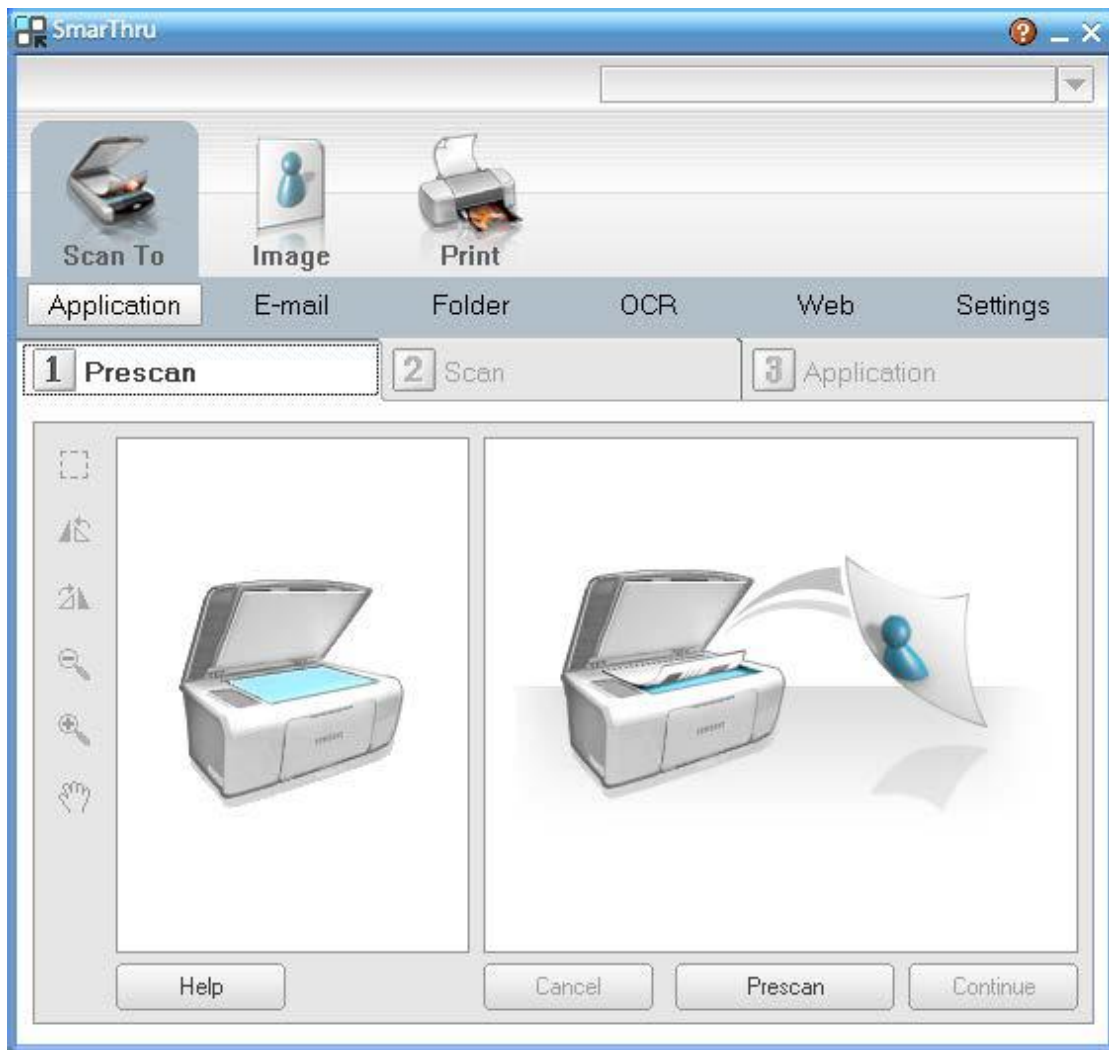 SmarThru
Scan To
Image
Print
Application
E-mail
Folder
OCR
Web
Settings
1 Prescan
2 Scan
3 Application
Help
Cancel
Prescan
Continue